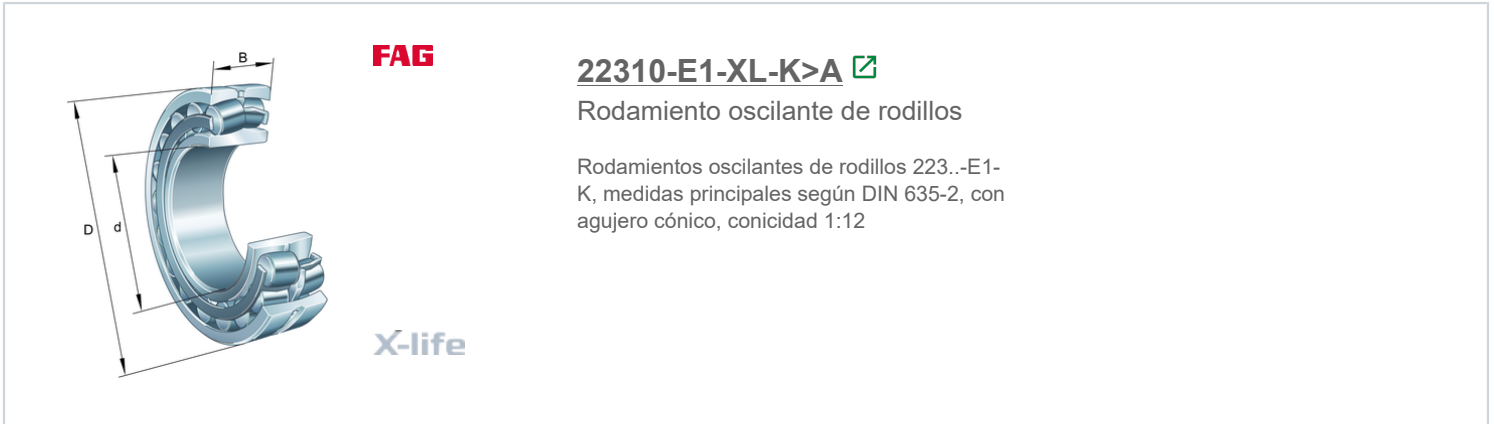 FAG
B
D
d
X-life
22310-E1-XL-K>A
Rodamiento oscilante de rodillos
Rodamientos oscilantes de rodillos 223..-E1-
K, medidas principales según DIN 635-2, con
agujero cónico, conicidad 1:12